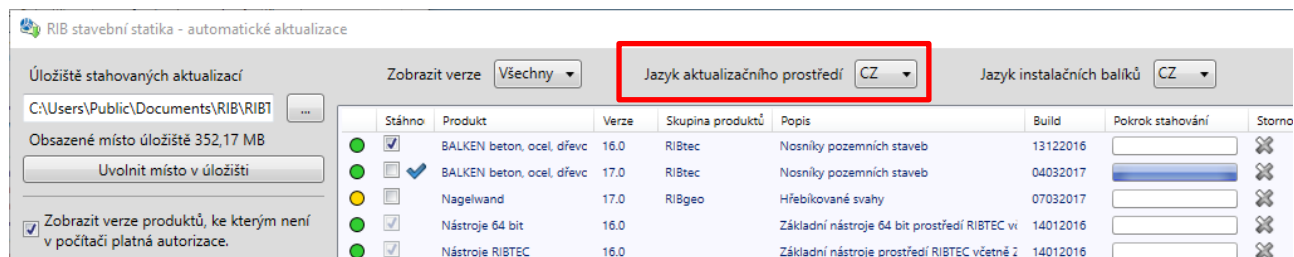 RIB stavební statika - automatické aktualizace
Úložiště stahovaných aktualizací
Zobrazit verze Všechny
Jazyk aktualizačního prostředí CZ
Jazyk instalačních balíků CZ
C:\Users\Public\Documents\RIB\RIBT ...
Obsazené místo úložiště 352,17 MB
Uvolnit místo v úložišti
Zobrazit verze produktů, ke kterým není
v počítači platná autorizace.
Stáhno Produkt Verze Skupina produktů Popis Build Pokrok stahování Storno
BALKEN beton, ocel, dřevc 16.0 RIBtec Nosníky pozemních staveb 13122016
BALKEN beton, ocel, dřevc 17.0 RIBtec Nosníky pozemních staveb 04032017
Nagelwand 17.0 RIBgeo Hřebíkované svahy 07032017
Nástroje 64 bit 16.0 Základní nástroje 64 bit prostředí RIBTEC vč 14012016
Nástroje RIBTEC 16.0 Základní nástroje prostředí RIBTEC včetně Z 14012016